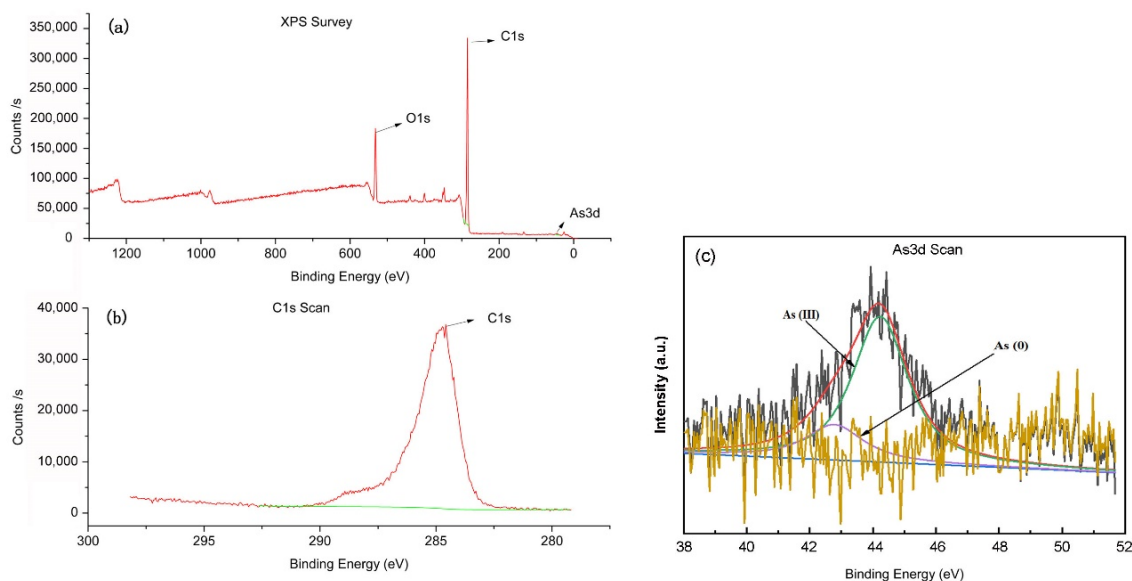 (a)
XPS Survey
C1s
O1s
As3d
350,000
300,000
250,000
200,000
150,000
100,000
50,000
0
Counts /s
1200 1000 800 600 400 200 0
Binding Energy (eV)
(b)
C1s Scan
C1s
40,000
30,000
20,000
10,000
0
Counts /s
300 295 290 285 280
Binding Energy (eV)
As3d Scan
(c)
As (III)
As (0)
Intensity (a.u.)
38 40 42 44 46 48 50 52
Binding Energy (eV)